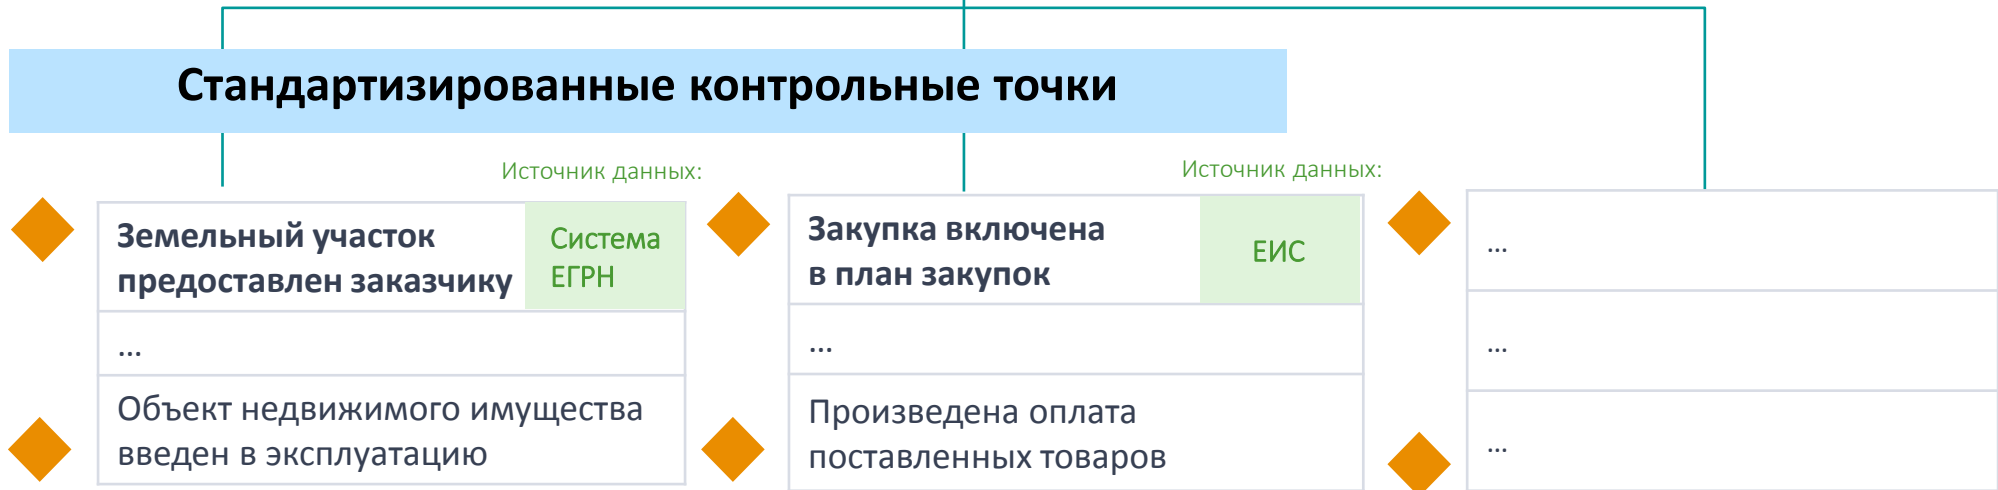 Стандартизированные контрольные точки
Источник данных:
Земельный участок
предоставлен заказчику
Система
ЕГРН
...
Объект недвижимого имущества
введен в эксплуатацию
Источник данных:
Закупка включена
в план закупок
ЕИС
...
Произведена оплата
поставленных товаров
...
...
...